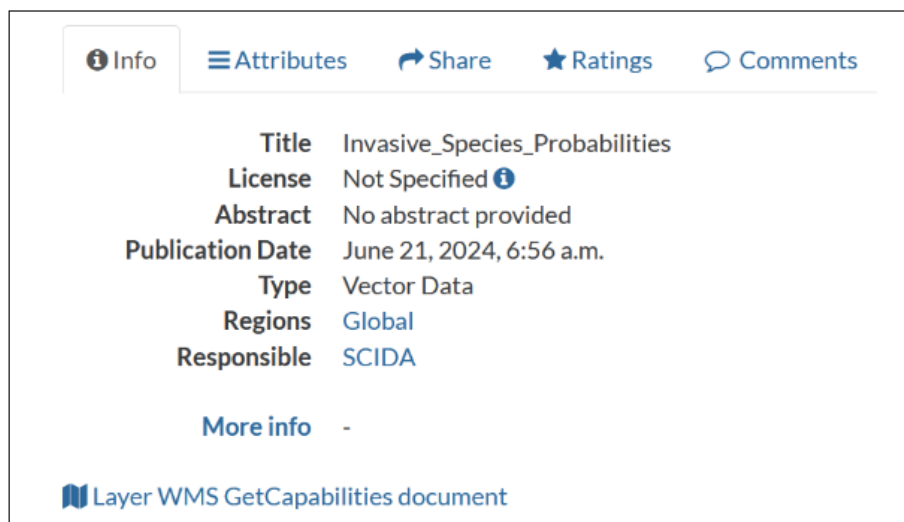 Info Attributes Share Ratings Comments
Title Invasive_Species_Probabilities
License Not Specified
Abstract No abstract provided
Publication Date June 21, 2024, 6:56 a.m.
Type Vector Data
Regions Global
Responsible SCIDA
More info -
Layer WMS GetCapabilities document